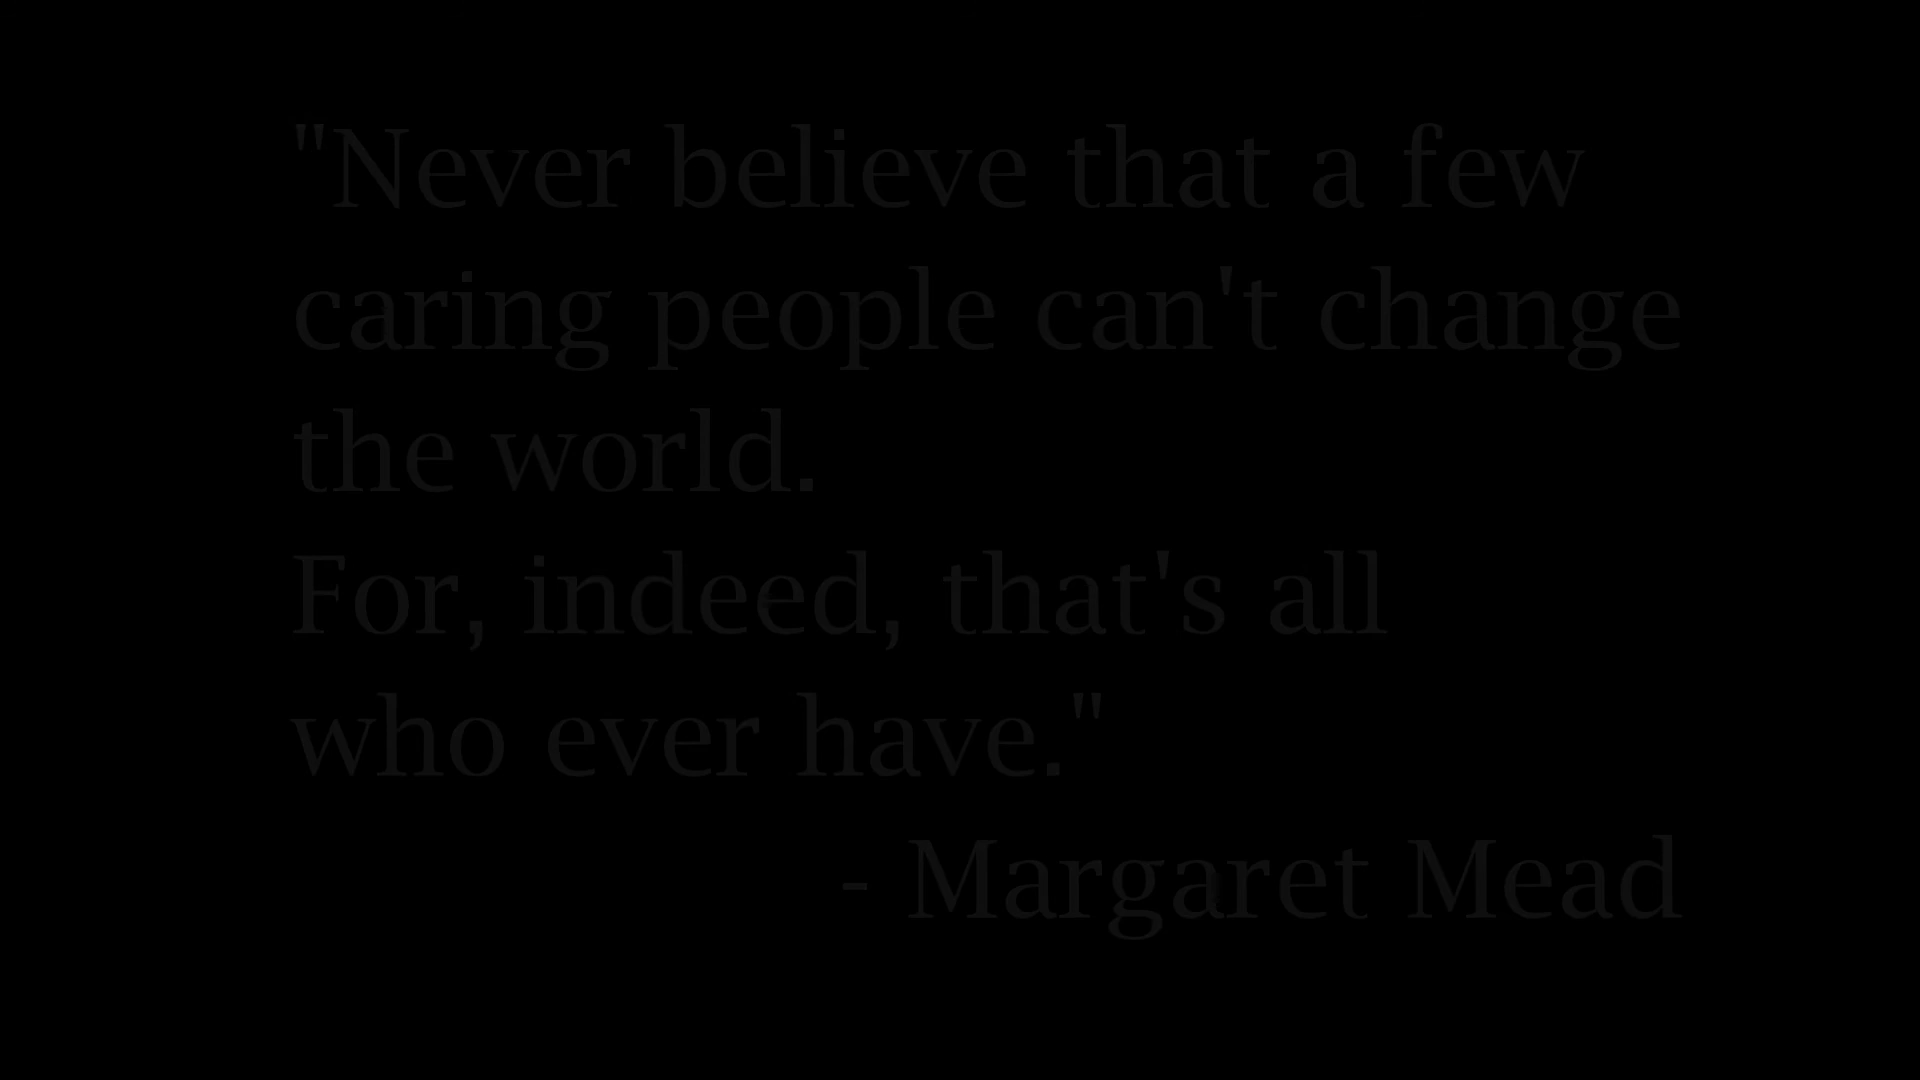 "Never believe that a few
caring people can't change
the world.
For, indeed, that's all
who ever have."
- Margaret Mead